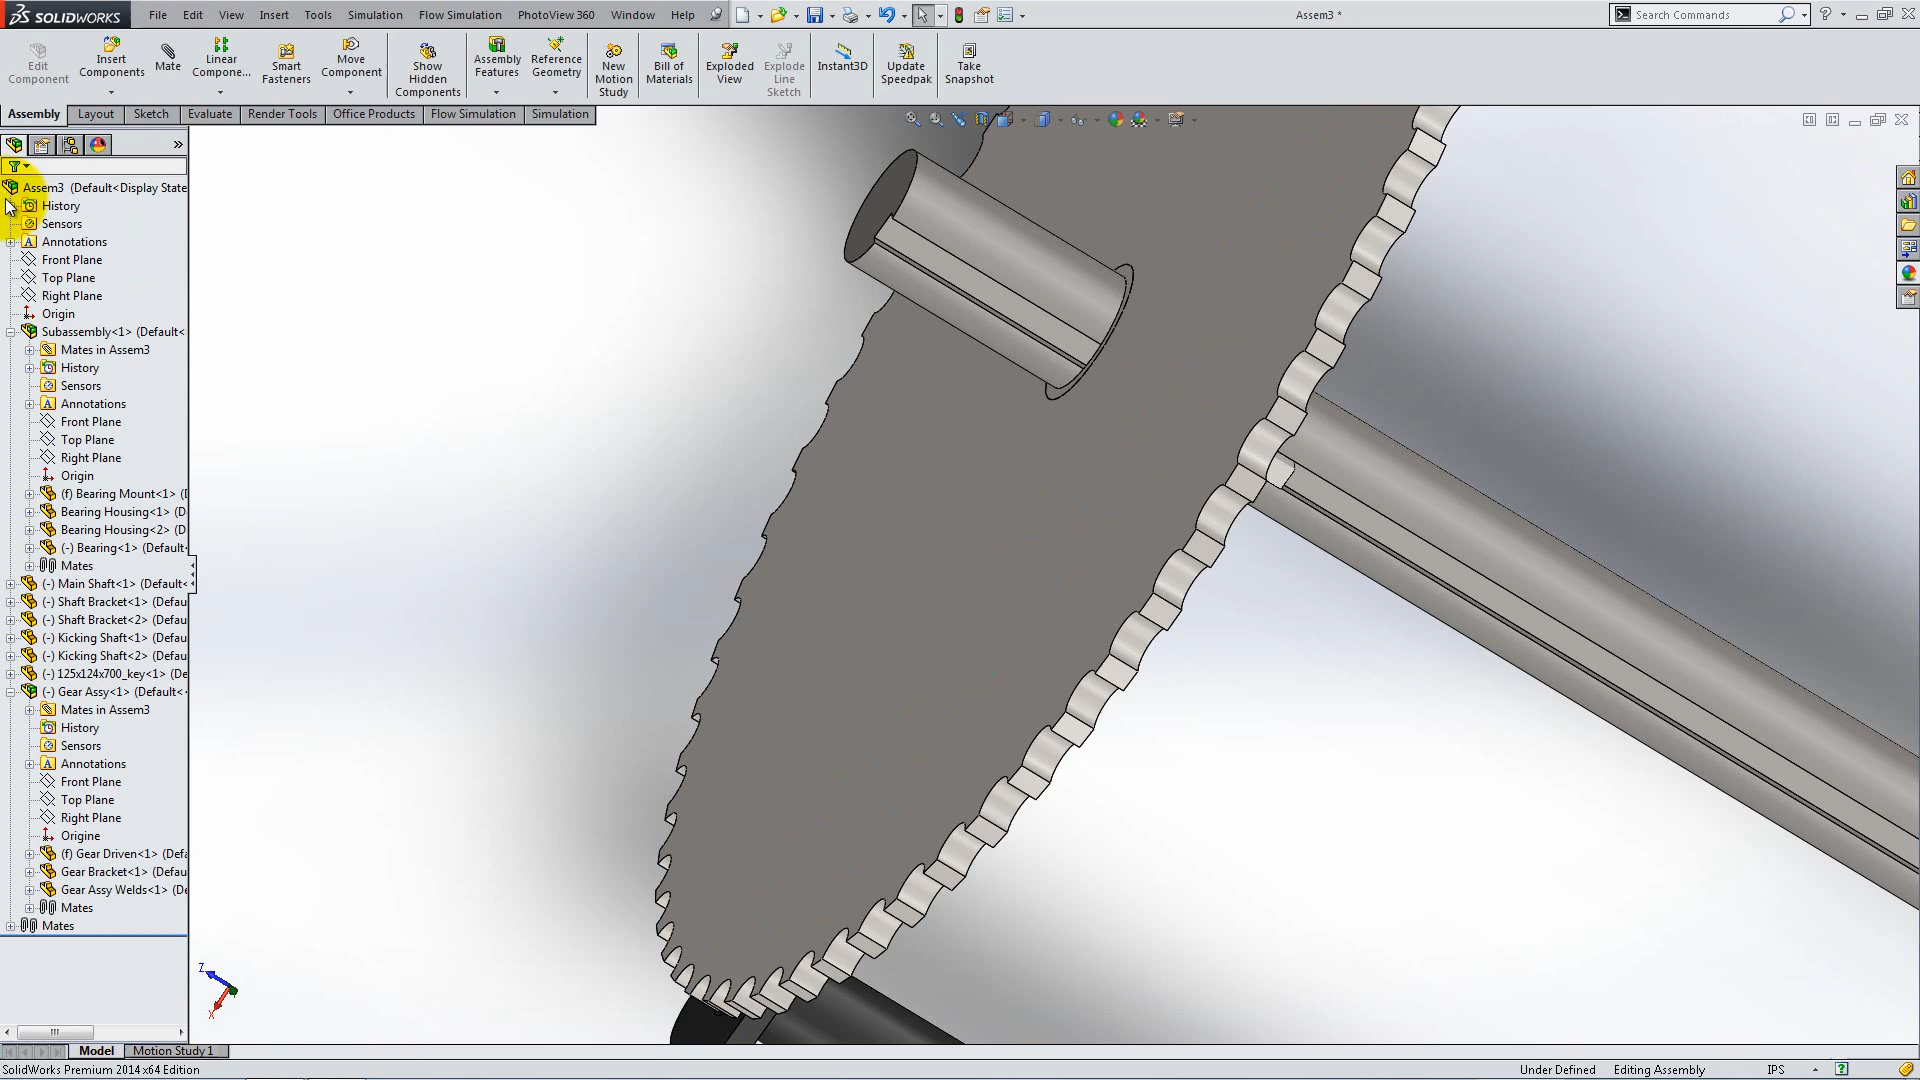 SOLIDWORKS File Edit View Insert Tools Simulation Flow Simulation PhotoView 360 Window Help Assem3 * Search Commands
Edit Component
Insert Components
Mate
Linear Compone...
Smart Fasteners
Move Component
Show Hidden Components
Assembly Features
Reference Geometry
New Motion Study
Bill of Materials
Exploded View
Explode Line Sketch
Instant3D
Update Speedpak
Take Snapshot
Assembly Layout Sketch Evaluate Render Tools Office Products Flow Simulation Simulation
Assem3 (Default<Display State
History
Sensors
Annotations
Front Plane
Top Plane
Right Plane
Origin
Subassembly<1> (Default<
Mates in Assem3
History
Sensors
Annotations
Front Plane
Top Plane
Right Plane
Origin
(f) Bearing Mount<1> (D
Bearing Housing<1> (D
Bearing Housing<2> (D
(-) Bearing<1> (Default
Mates
(-) Main Shaft<1> (Default<
(-) Shaft Bracket<1> (Defau
(-) Shaft Bracket<2> (Defau
(-) Kicking Shaft<1> (Defau
(-) Kicking Shaft<2> (Defau
(-) 125x124x700_key<1> (De
(-) Gear Assy<1> (Default<
Mates in Assem3
History
Sensors
Annotations
Front Plane
Top Plane
Right Plane
Origine
(f) Gear Driven<1> (Defa
Gear Bracket<1> (Defau
Gear Assy Welds<1> (De
Mates
Mates
Z
X
Model Motion Study 1
SolidWorks Premium 2014 x64 Edition Under Defined Editing Assembly IPS